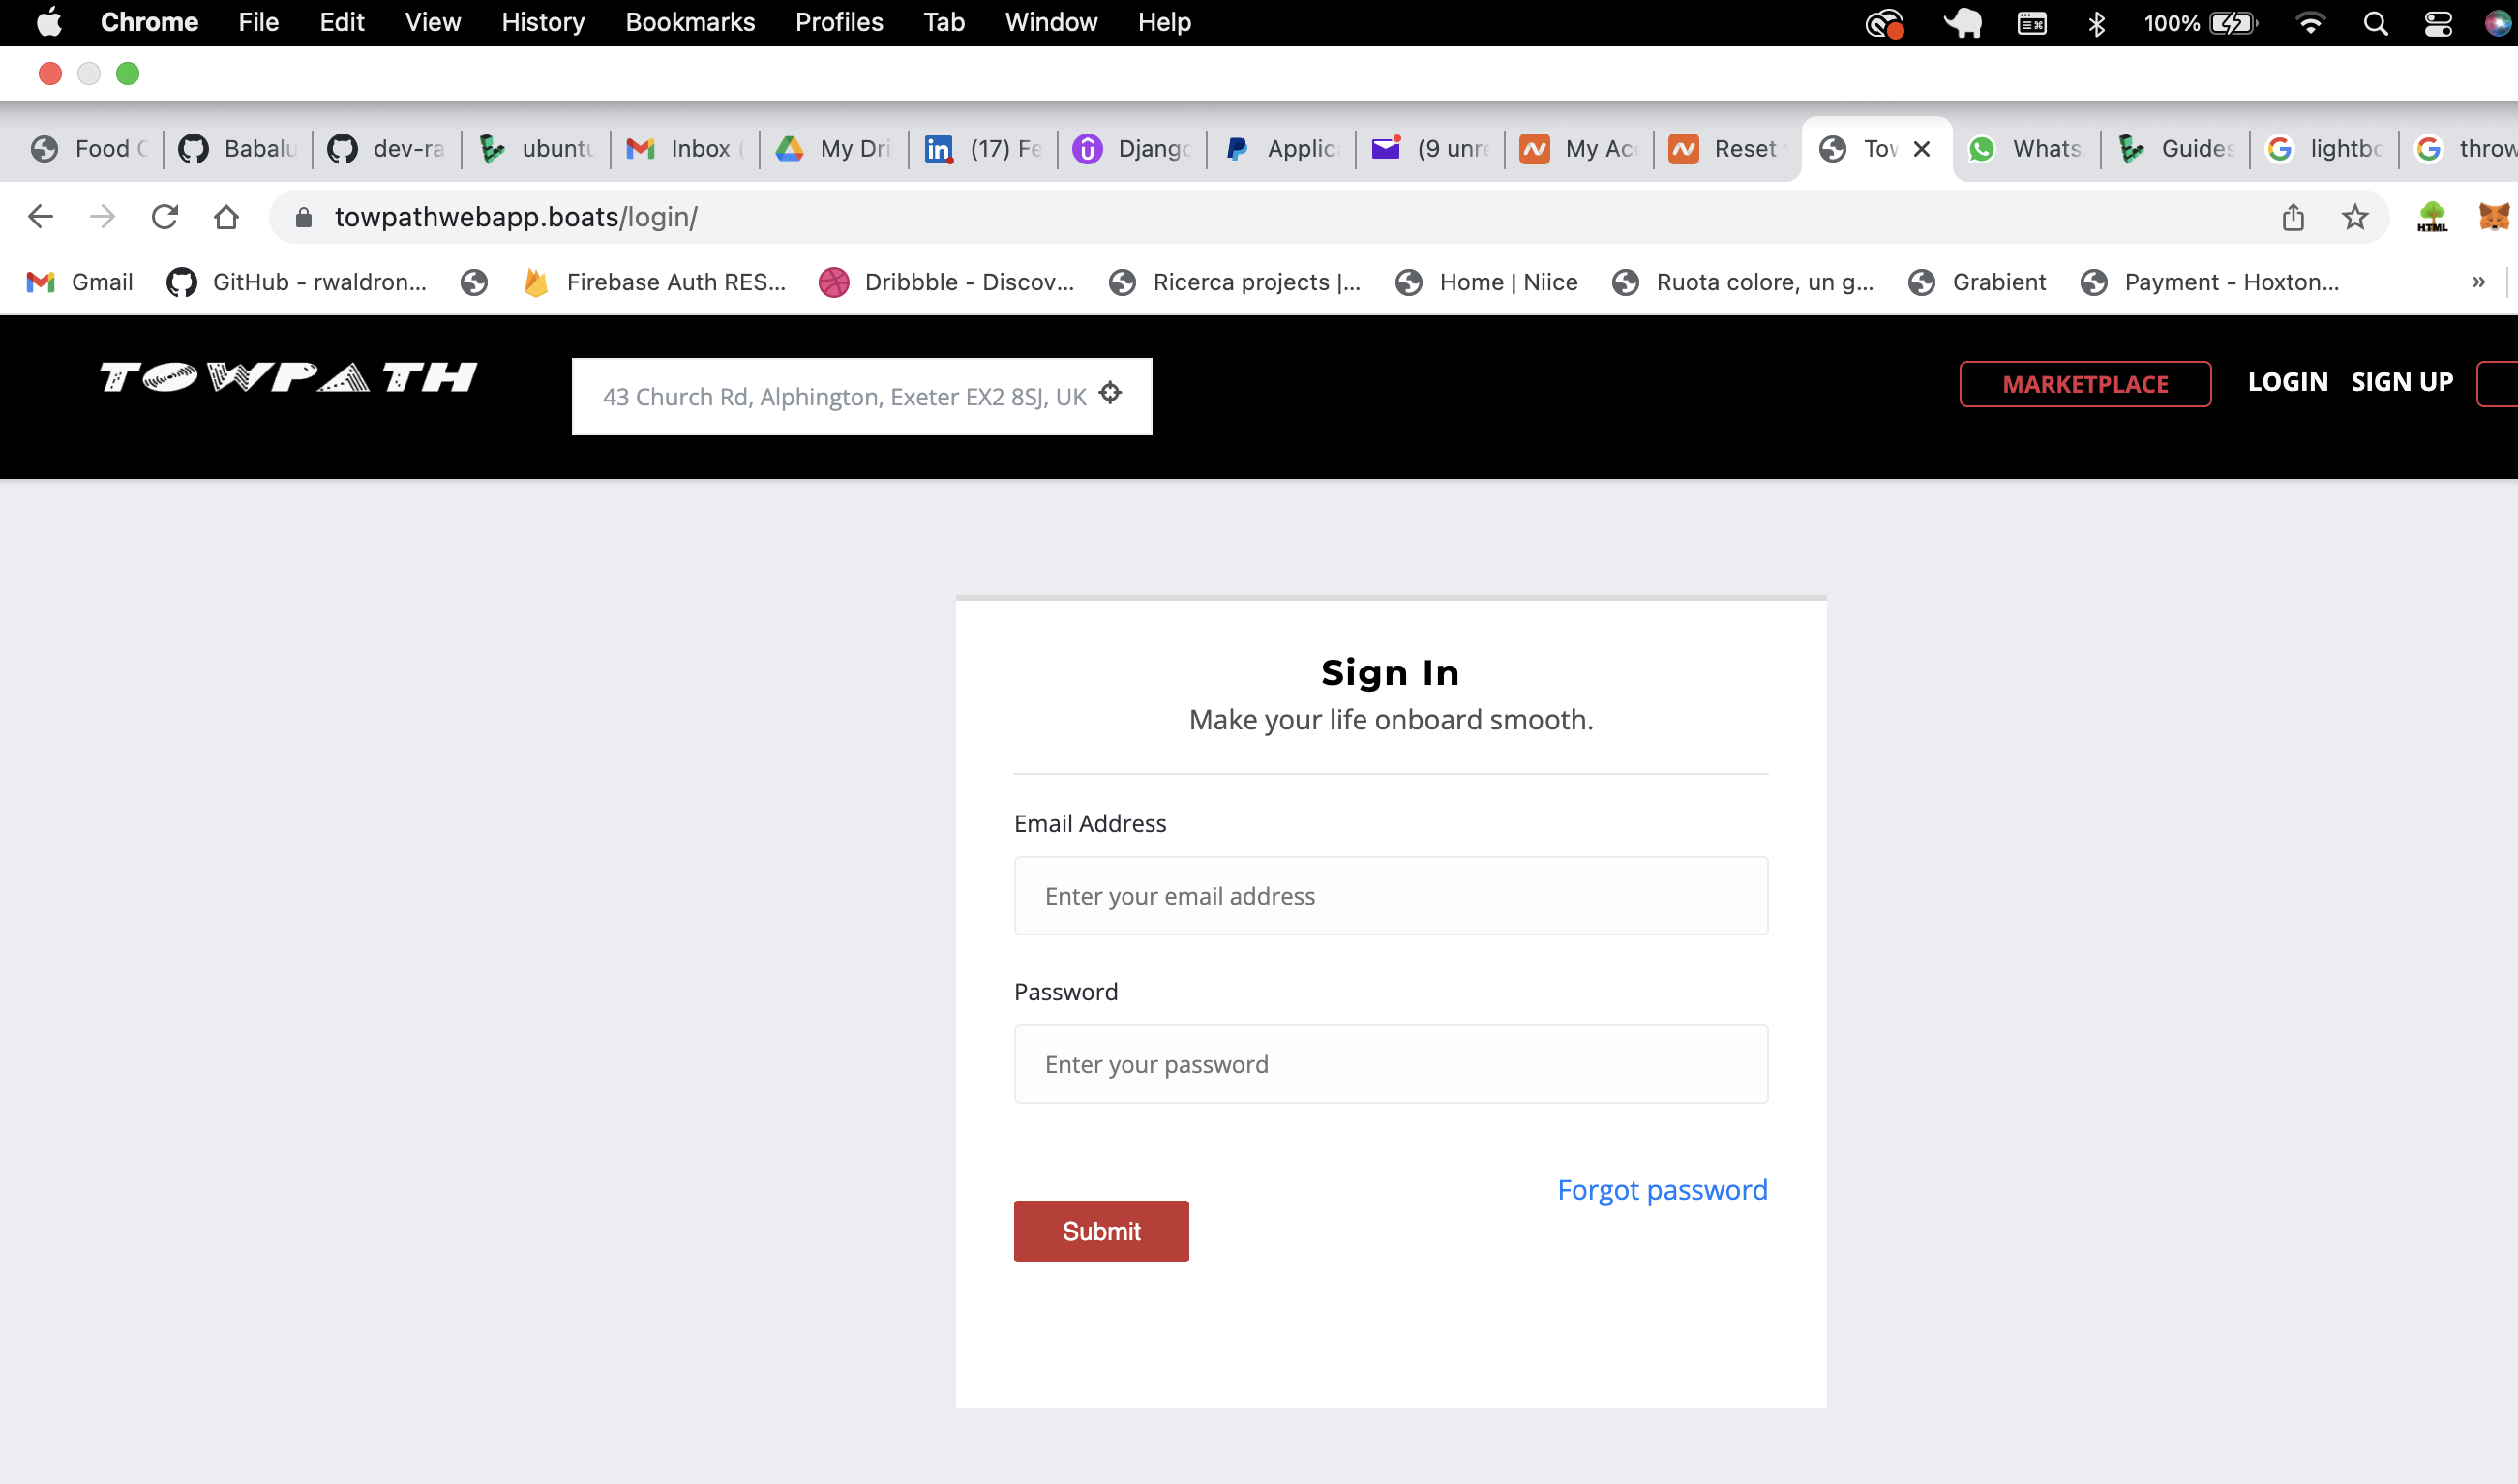 Chrome File Edit View History Bookmarks Profiles Tab Window Help 100%
Food Babalu dev-ra ubuntu Inbox My Dri (17) Fe Django Applic (9 unre My Acc Reset Tow Whats Guides lightbo throw
towpathwebapp.boats/login/ HTML
Gmail GitHub - rwaldron... Firebase Auth RES... Dribbble - Discov... Ricerca projects |... Home | Niice Ruota colore, un g... Grabient Payment - Hoxton... »
TOWPATH 43 Church Rd, Alphington, Exeter EX2 8SJ, UK MARKETPLACE LOGIN SIGN UP
Sign In
Make your life onboard smooth.
Email Address
Enter your email address
Password
Enter your password
Forgot password
Submit